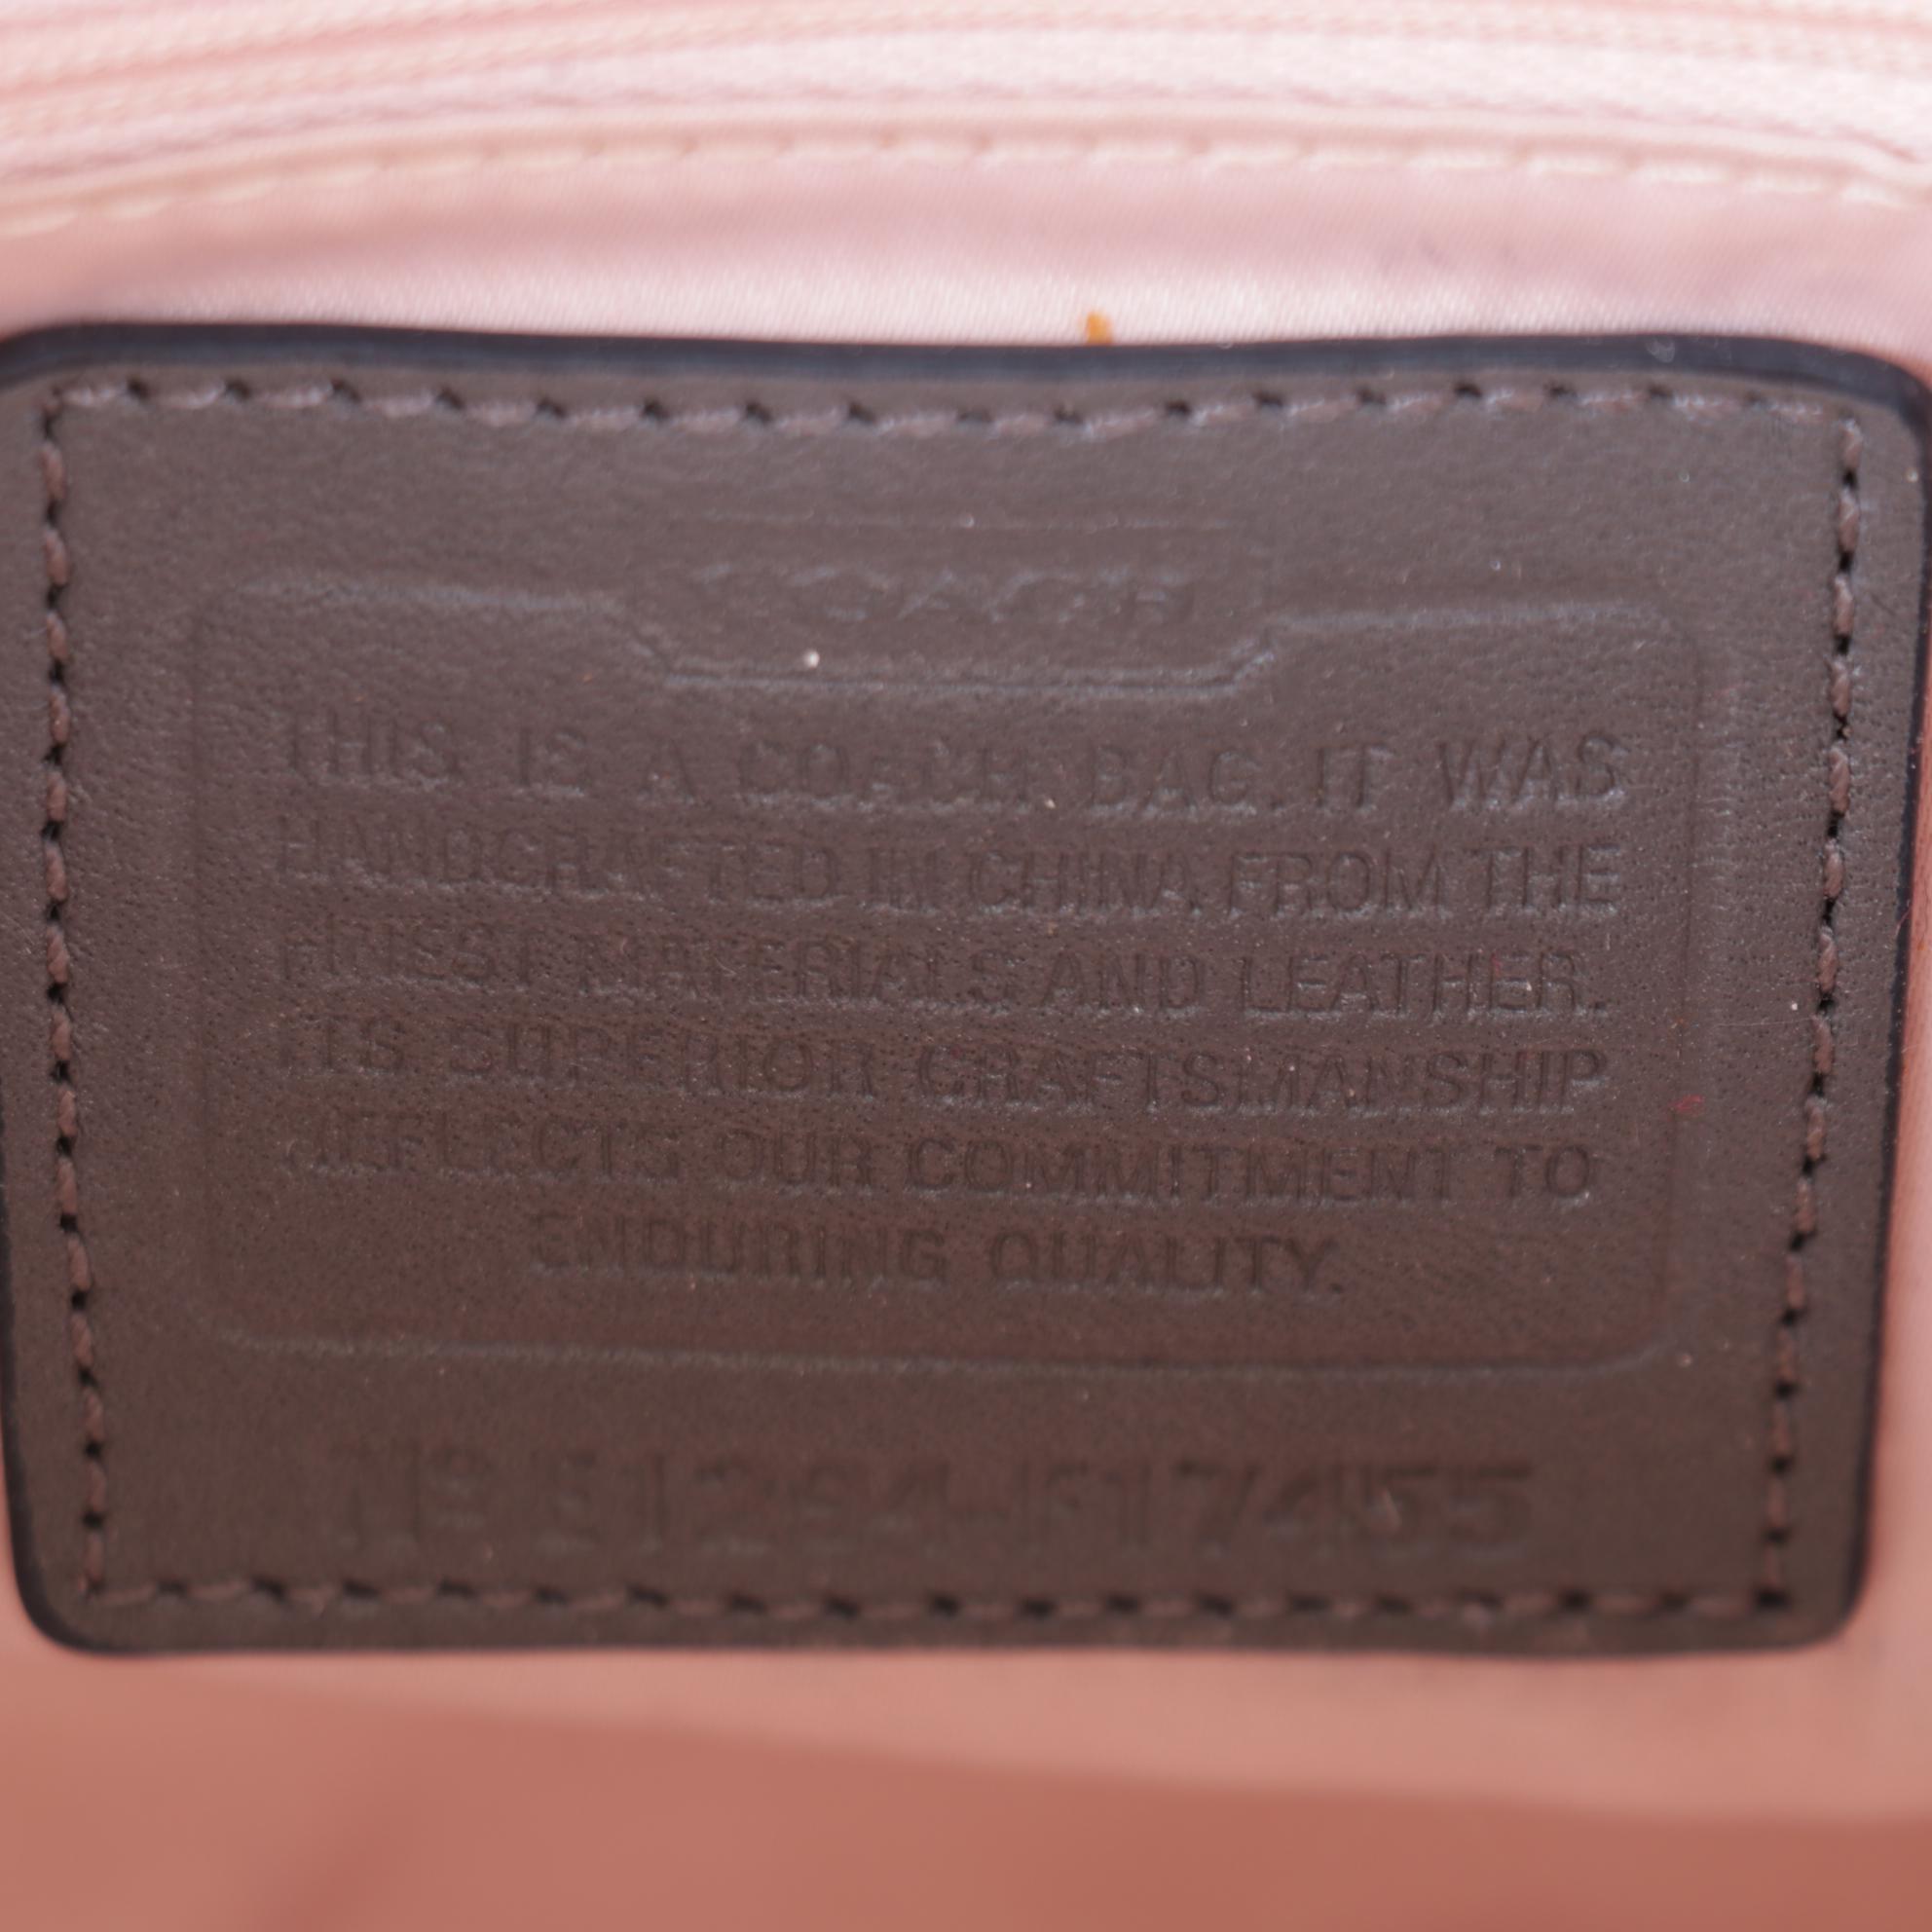 COACH
THIS IS A COACH BAG. IT WAS
HANDCRAFTED IN CHINA FROM THE
FINEST MATERIALS AND LEATHER.
ITS SUPERIOR CRAFTSMANSHIP
REFLECTS OUR COMMITMENT TO
ENDURING QUALITY.